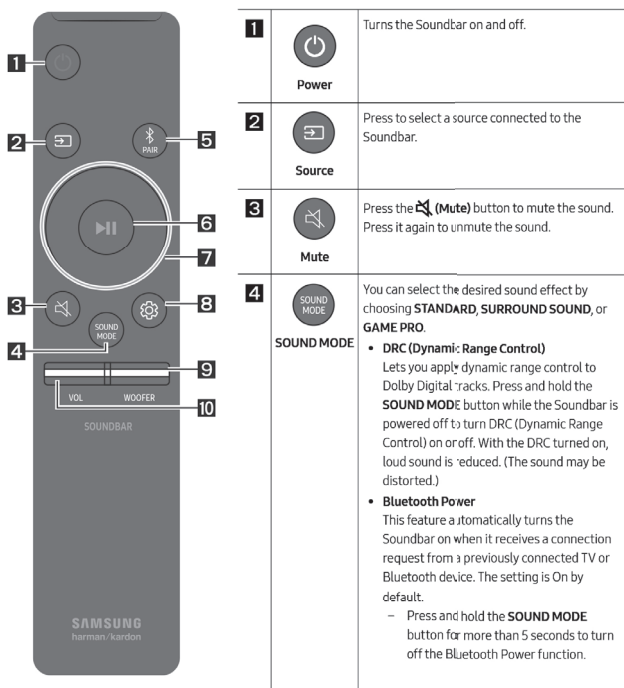 1
2
PAIR
5
6
7
3
8
SOUND
MODE
4
9
VOL WOOFER
10
SOUNDBAR
SAMSUNG
harman/kardon
1
Power
Turns the Soundbar on and off.
2
Source
Press to select a source connected to the
Soundbar.
3
Mute
Press the (Mute) button to mute the sound.
Press it again to unmute the sound.
4
SOUND
MODE
SOUND MODE
You can select the desired sound effect by
choosing STANDARD, SURROUND SOUND, or
GAME PRO.
• DRC (Dynamic Range Control)
Lets you apply dynamic range control to
Dolby Digital tracks. Press and hold the
SOUND MODE button while the Soundbar is
powered off to turn DRC (Dynamic Range
Control) on or off. With the DRC turned on,
loud sound is reduced. (The sound may be
distorted.)
• Bluetooth Power
This feature automatically turns the
Soundbar on when it receives a connection
request from a previously connected TV or
Bluetooth device. The setting is On by
default.
– Press and hold the SOUND MODE
button for more than 5 seconds to turn
off the Bluetooth Power function.